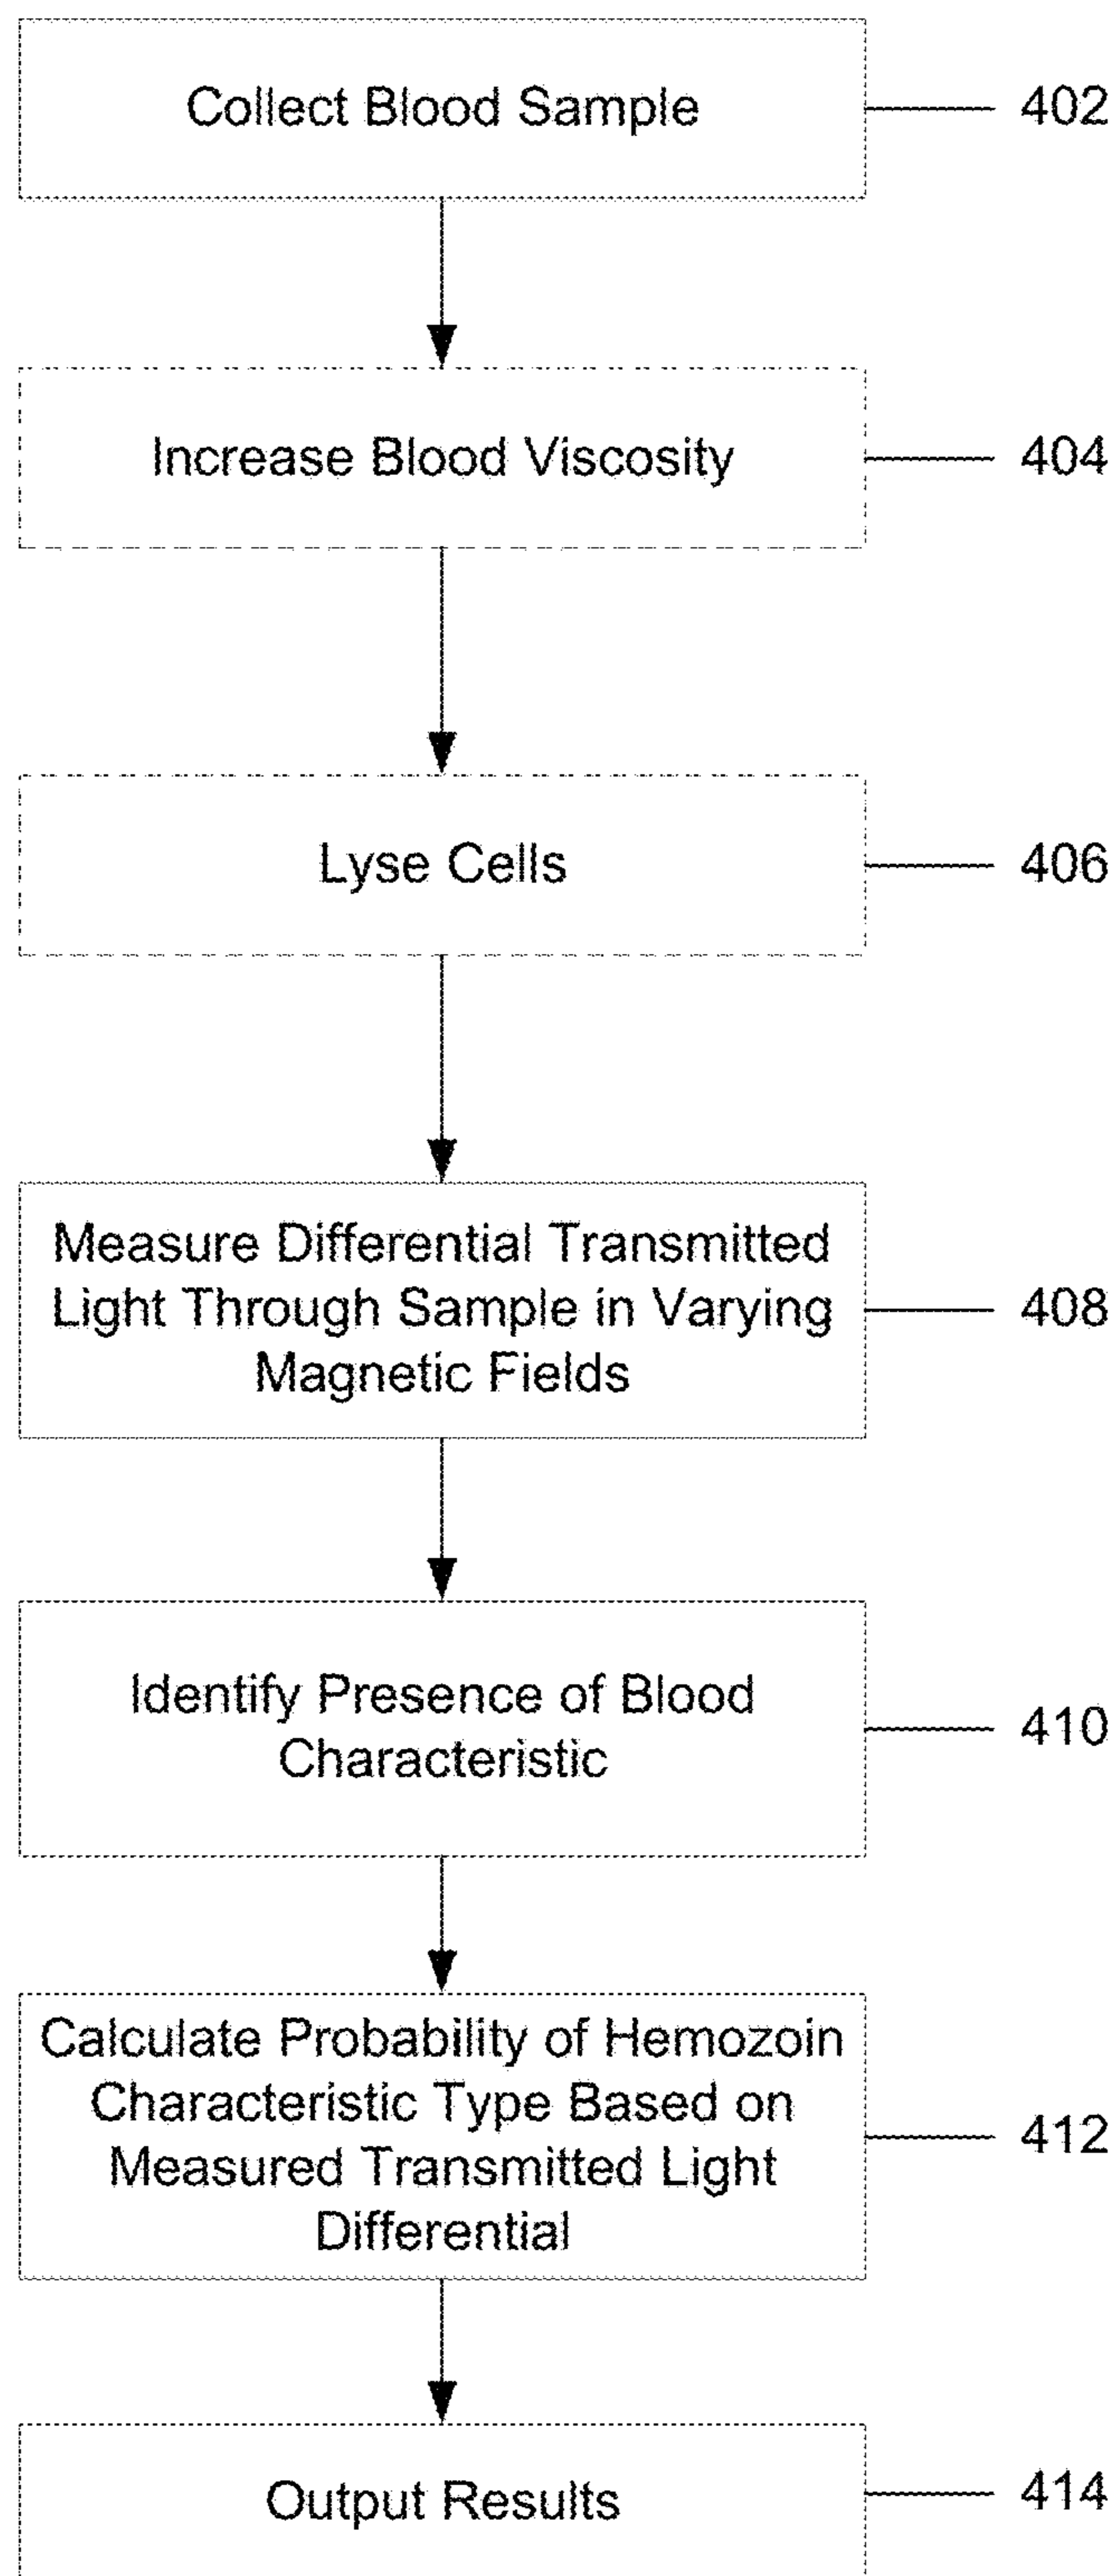 Collect Blood Sample
402
Increase Blood Viscosity
404
Lyse Cells
406
Measure Differential Transmitted
Light Through Sample in Varying
Magnetic Fields
408
Identify Presence of Blood
Characteristic
410
Calculate Probability of Hemozoin
Characteristic Type Based on
Measured Transmitted Light
Differential
412
Output Results
414